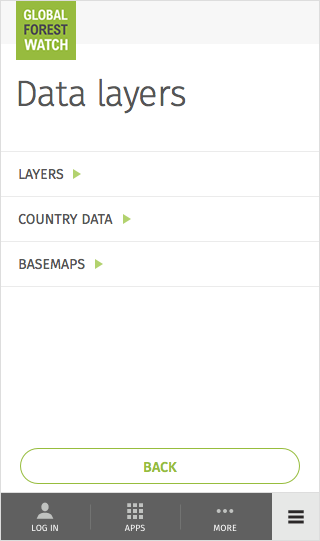 GLOBAL
FOREST
WATCH
Data layers
LAYERS
COUNTRY DATA
BASEMAPS
BACK
LOG IN
APPS
MORE